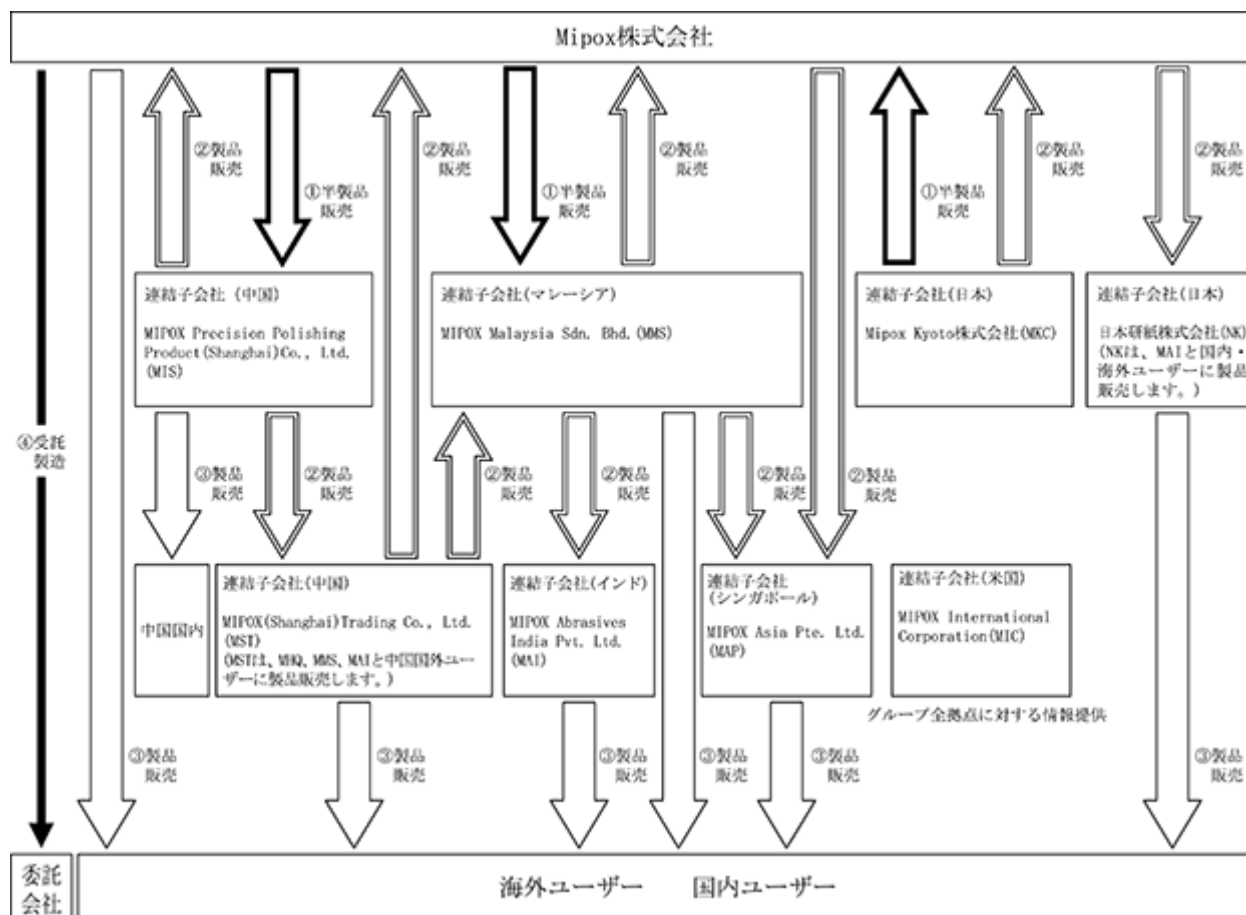 Mipox株式会社
②製品
販売
①半製品
販売
②製品
販売
①半製品
販売
②製品
販売
①半製品
販売
②製品
販売
②製品
販売
連結子会社(中国)
MIPOX Precision Polishing
Product(Shanghai)Co., Ltd.
(MIS)
連結子会社(マレーシア)
MIPOX Malaysia Sdn. Bhd.(MMS)
連結子会社(日本)
Mipox Kyoto株式会社(MKC)
連結子会社(日本)
日本研紙株式会社(NK)
(NKは、MAIと国内・
海外ユーザーに製品
販売します。)
④受託
製造
③製品
販売
②製品
販売
②製品
販売
②製品
販売
②製品
販売
②製品
販売
中国国内
連結子会社(中国)
MIPOX(Shanghai)Trading Co., Ltd.
(MST)
(MSTは、MHQ、MMS、MAIと中国国外ユー
ザーに製品販売します。)
連結子会社(インド)
MIPOX Abrasives
India Pvt. Ltd.
(MAI)
連結子会社
(シンガポール)
MIPOX Asia Pte. Ltd.
(MAP)
連結子会社(米国)
MIPOX International
Corporation(MIC)
グループ全拠点に対する情報提供
③製品
販売
③製品
販売
③製品
販売
③製品
販売
③製品
販売
③製品
販売
委託
会社
海外ユーザー 国内ユーザー